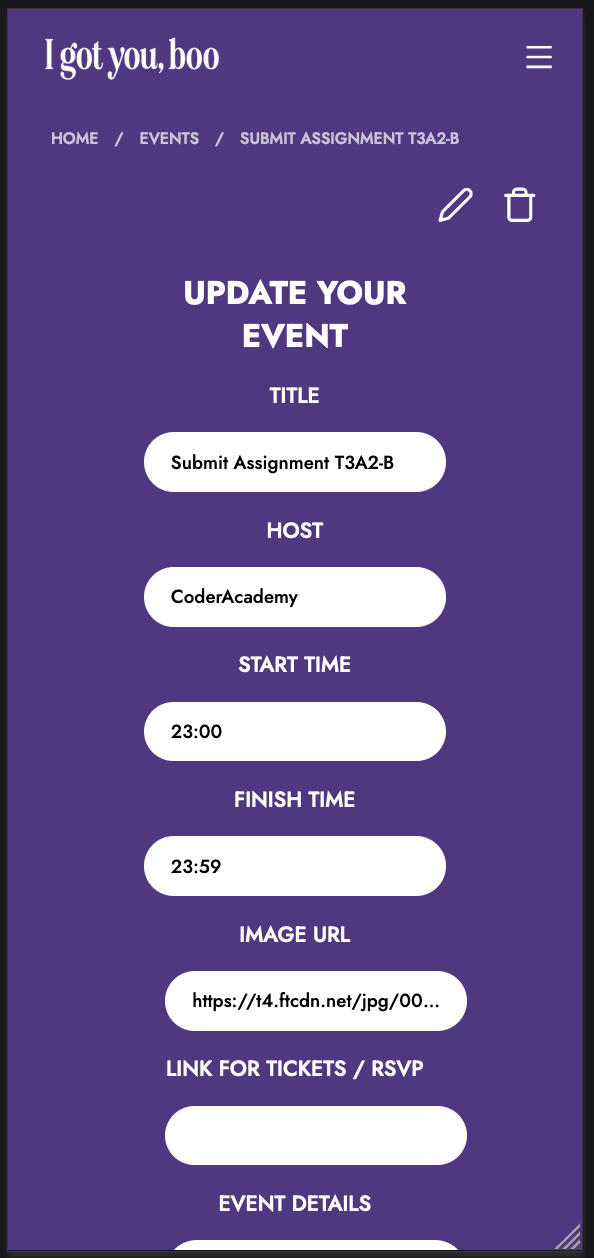 I got you, boo
HOME / EVENTS / SUBMIT ASSIGNMENT T3A2-B
UPDATE YOUR
EVENT
TITLE
Submit Assignment T3A2-B
HOST
CoderAcademy
START TIME
23:00
FINISH TIME
23:59
IMAGE URL
https://t4.ftcdn.net/jpg/00...
LINK FOR TICKETS / RSVP
EVENT DETAILS